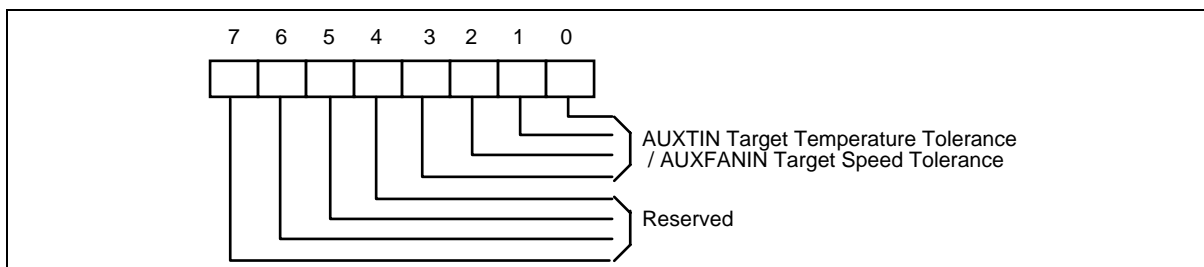 7 6 5 4 3 2 1 0
AUXTIN Target Temperature Tolerance
/ AUXFANIN Target Speed Tolerance
Reserved